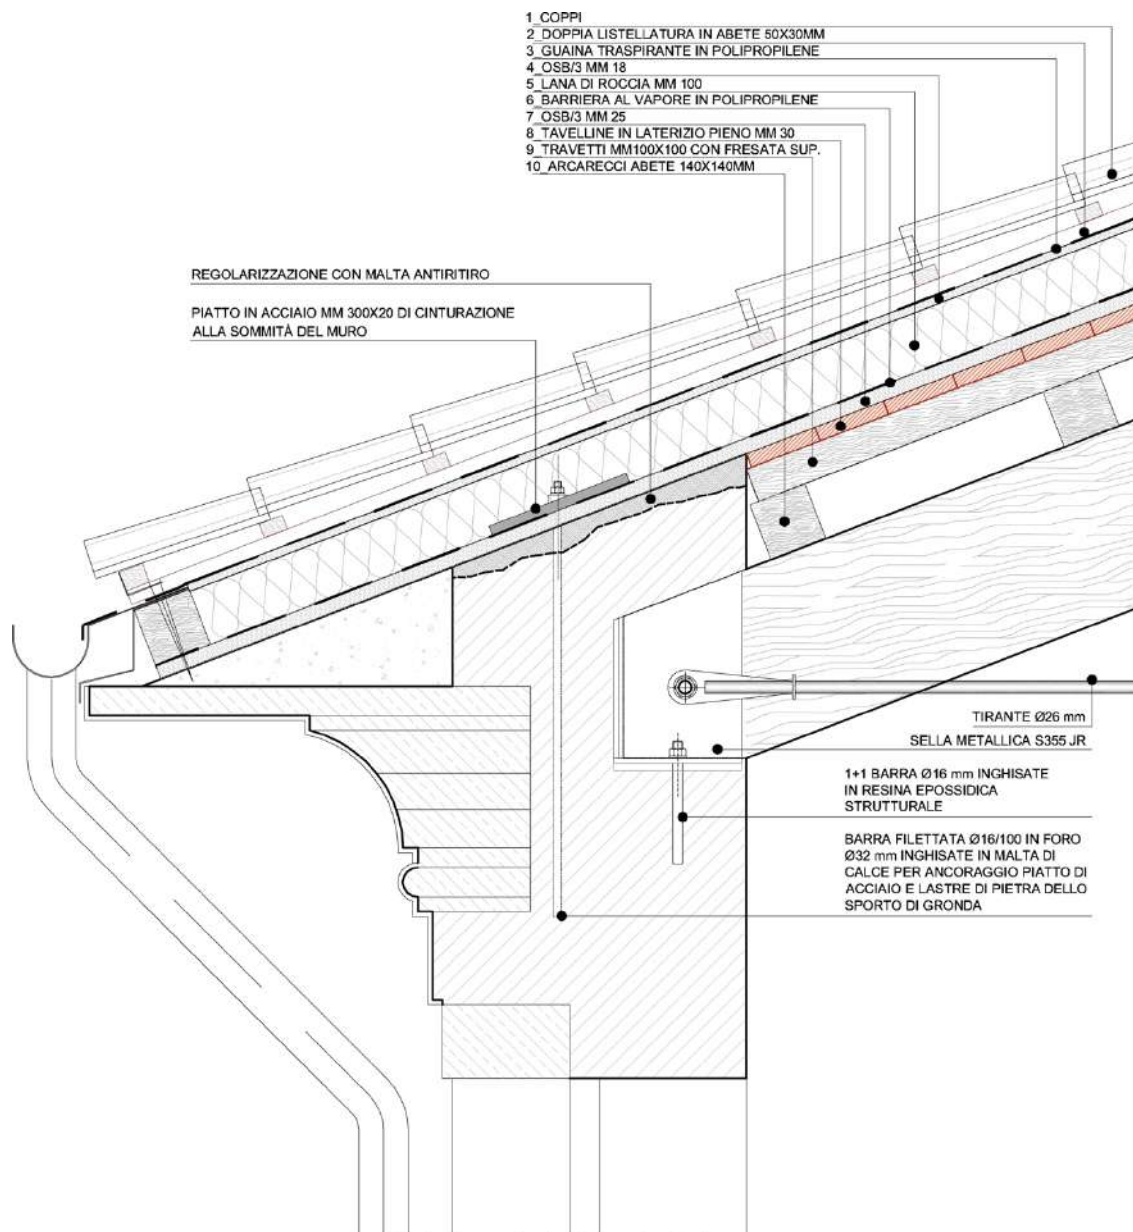 1_COPPI
2_DOPPIA LISTELLATURA IN ABETE 50X30MM
3_GUAINA TRASPIRANTE IN POLIPROPILENE
4_OSB/3 MM 18
5_LANA DI ROCCIA MM 100
6_BARRIERA AL VAPORE IN POLIPROPILENE
7_OSB/3 MM 25
8_TAVELLINE IN LATERIZIO PIENO MM 30
9_TRAVETTI MM100X100 CON FRESATA SUP.
10_ARCARECCI ABETE 140X140MM
REGOLARIZZAZIONE CON MALTA ANTIRITIRO
PIATTO IN ACCIAIO MM 300X20 DI CINTURAZIONE
ALLA SOMMITÀ DEL MURO
TIRANTE Ø26 mm
SELLA METALLICA S355 JR
1+1 BARRA Ø16 mm INGHISATE
IN RESINA EPOSSIDICA
STRUTTURALE
BARRA FILETTATA Ø16/100 IN FORO
Ø32 mm INGHISATE IN MALTA DI
CALCE PER ANCORAGGIO PIATTO DI
ACCIAIO E LASTRE DI PIETRA DELLO
SPORTO DI GRONDA